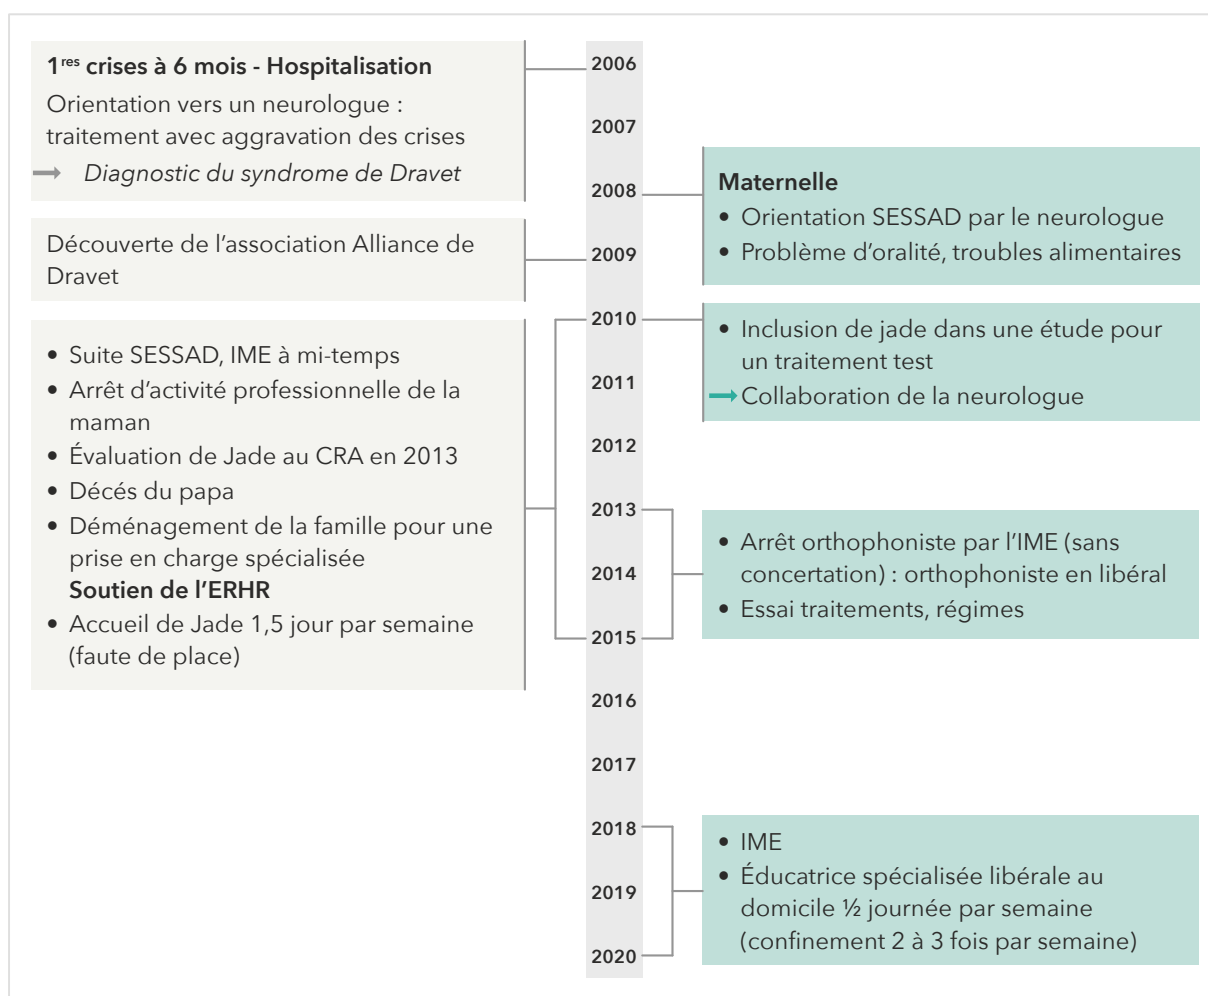 1res crises à 6 mois - Hospitalisation
Orientation vers un neurologue :
traitement avec aggravation des crises
→ Diagnostic du syndrome de Dravet
Découverte de l'association Alliance de
Dravet
• Suite SESSAD, IME à mi-temps
• Arrêt d'activité professionnelle de la
maman
• Évaluation de Jade au CRA en 2013
• Décés du papa
• Déménagement de la famille pour une
prise en charge spécialisée
Soutien de l'ERHR
• Accueil de Jade 1,5 jour par semaine
(faute de place)
2006
2007
2008
2009
2010
2011
2012
2013
2014
2015
2016
2017
2018
2019
2020
Maternelle
• Orientation SESSAD par le neurologue
• Problème d'oralité, troubles alimentaires
• Inclusion de jade dans une étude pour
un traitement test
→ Collaboration de la neurologue
• Arrêt orthophoniste par l'IME (sans
concertation) : orthophoniste en libéral
• Essai traitements, régimes
• IME
• Éducatrice spécialisée libérale au
domicile ½ journée par semaine
(confinement 2 à 3 fois par semaine)